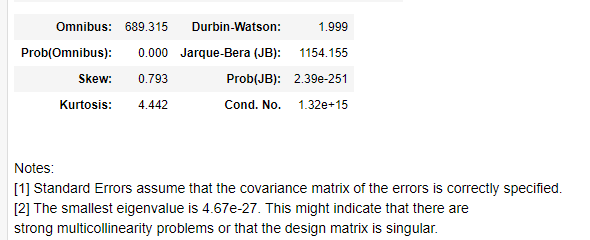 Omnibus: 689.315 Durbin-Watson: 1.999
Prob(Omnibus): 0.000 Jarque-Bera (JB): 1154.155
Skew: 0.793 Prob(JB): 2.39e-251
Kurtosis: 4.442 Cond. No. 1.32e+15
Notes:
[1] Standard Errors assume that the covariance matrix of the errors is correctly specified.
[2] The smallest eigenvalue is 4.67e-27. This might indicate that there are
strong multicollinearity problems or that the design matrix is singular.